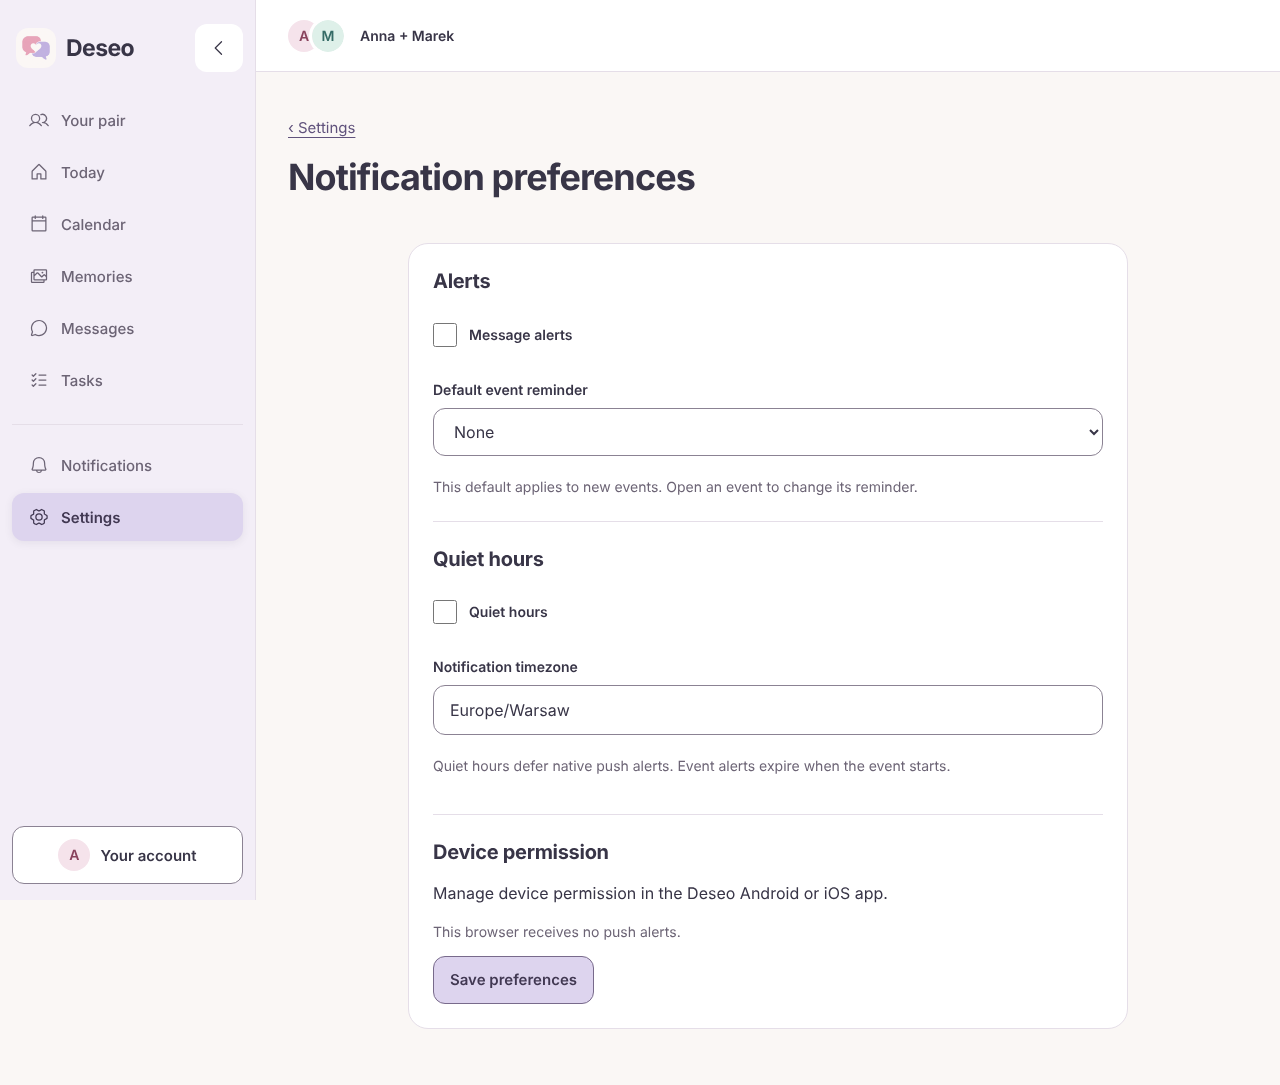 Deseo
Your pair
Today
Calendar
Memories
Messages
Tasks
Notifications
Settings
A Your account
A M Anna + Marek
‹ Settings
Notification preferences
Alerts
Message alerts
Default event reminder
None
This default applies to new events. Open an event to change its reminder.
Quiet hours
Quiet hours
Notification timezone
Europe/Warsaw
Quiet hours defer native push alerts. Event alerts expire when the event starts.
Device permission
Manage device permission in the Deseo Android or iOS app.
This browser receives no push alerts.
Save preferences